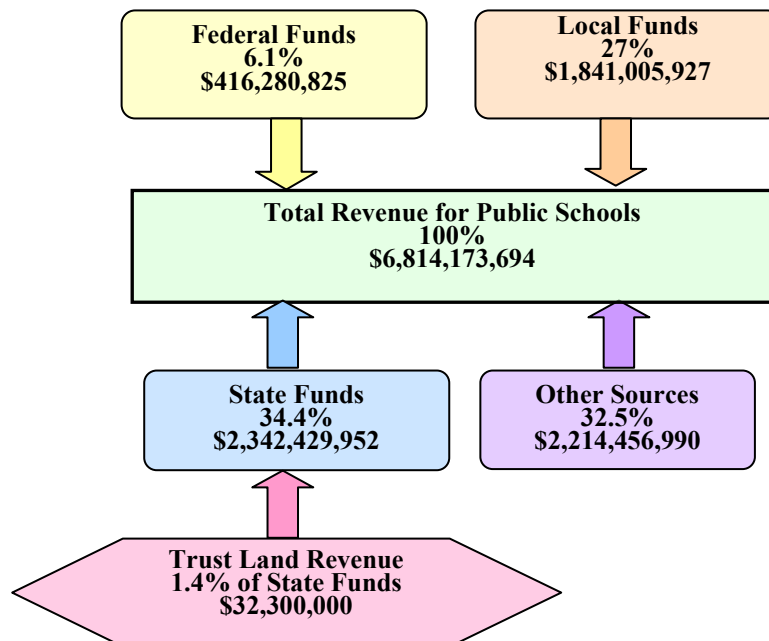 Federal Funds
6.1%
$416,280,825
Local Funds
27%
$1,841,005,927
Total Revenue for Public Schools
100%
$6,814,173,694
State Funds
34.4%
$2,342,429,952
Other Sources
32.5%
$2,214,456,990
Trust Land Revenue
1.4% of State Funds
$32,300,000